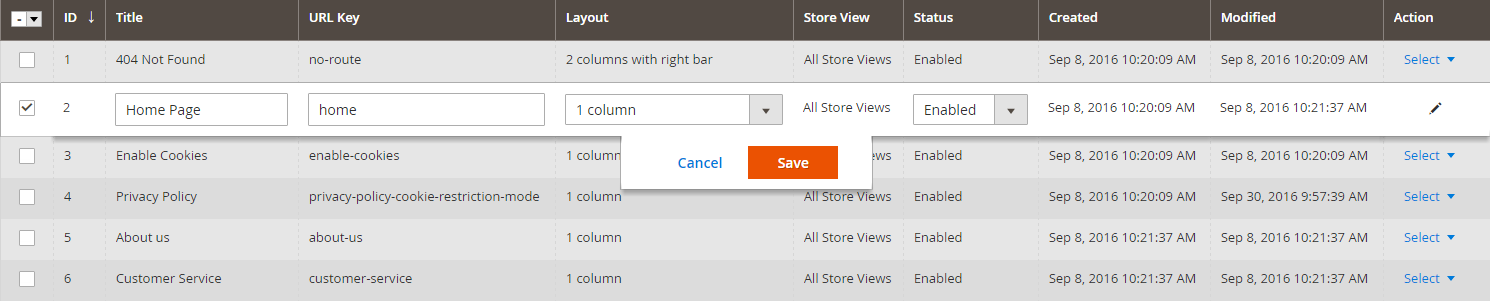 - ID ↓ Title URL Key Layout Store View Status Created Modified Action
1 404 Not Found no-route 2 columns with right bar All Store Views Enabled Sep 8, 2016 10:20:09 AM Sep 8, 2016 10:20:09 AM Select
2 Home Page home 1 column All Store Views Enabled Sep 8, 2016 10:20:09 AM Sep 8, 2016 10:21:37 AM
3 Enable Cookies enable-cookies 1 column ews Enabled Sep 8, 2016 10:20:09 AM Sep 8, 2016 10:21:37 AM Select
Cancel Save
4 Privacy Policy privacy-policy-cookie-restriction-mode 1 column All Store Views Enabled Sep 8, 2016 10:20:09 AM Sep 30, 2016 9:57:39 AM Select
5 About us about-us 1 column All Store Views Enabled Sep 8, 2016 10:21:37 AM Sep 8, 2016 10:21:37 AM Select
6 Customer Service customer-service 1 column All Store Views Enabled Sep 8, 2016 10:21:37 AM Sep 8, 2016 10:21:37 AM Select